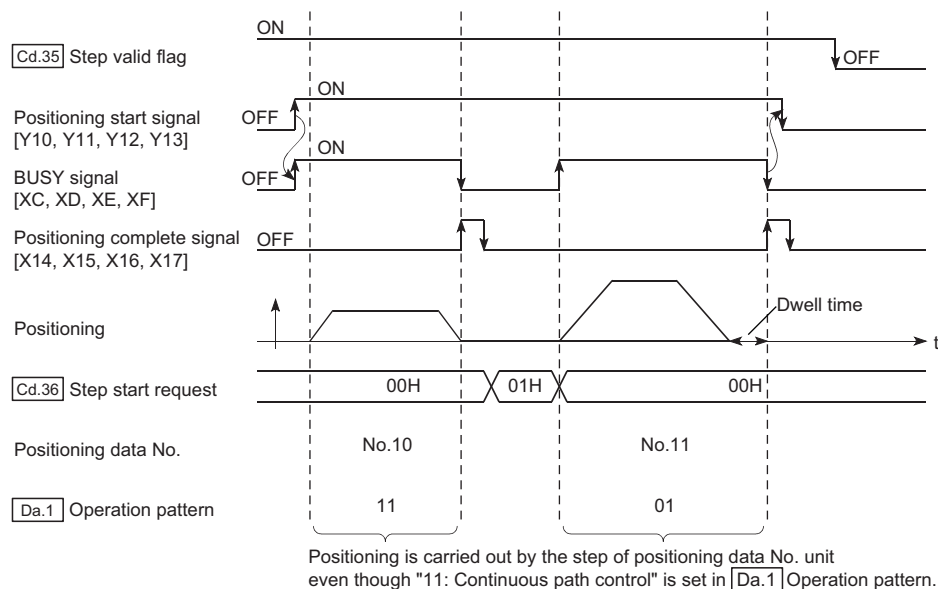 ON
Cd.35 Step valid flag
OFF
ON
Positioning start signal
OFF
[Y10, Y11, Y12, Y13]
ON
BUSY signal
OFF
[XC, XD, XE, XF]
Positioning complete signal
OFF
[X14, X15, X16, X17]
Dwell time
Positioning
t
Cd.36 Step start request
00H
01H
00H
Positioning data No.
No.10
No.11
Da.1 Operation pattern
11
01
Positioning is carried out by the step of positioning data No. unit
even though "11: Continuous path control" is set in Da.1 Operation pattern.